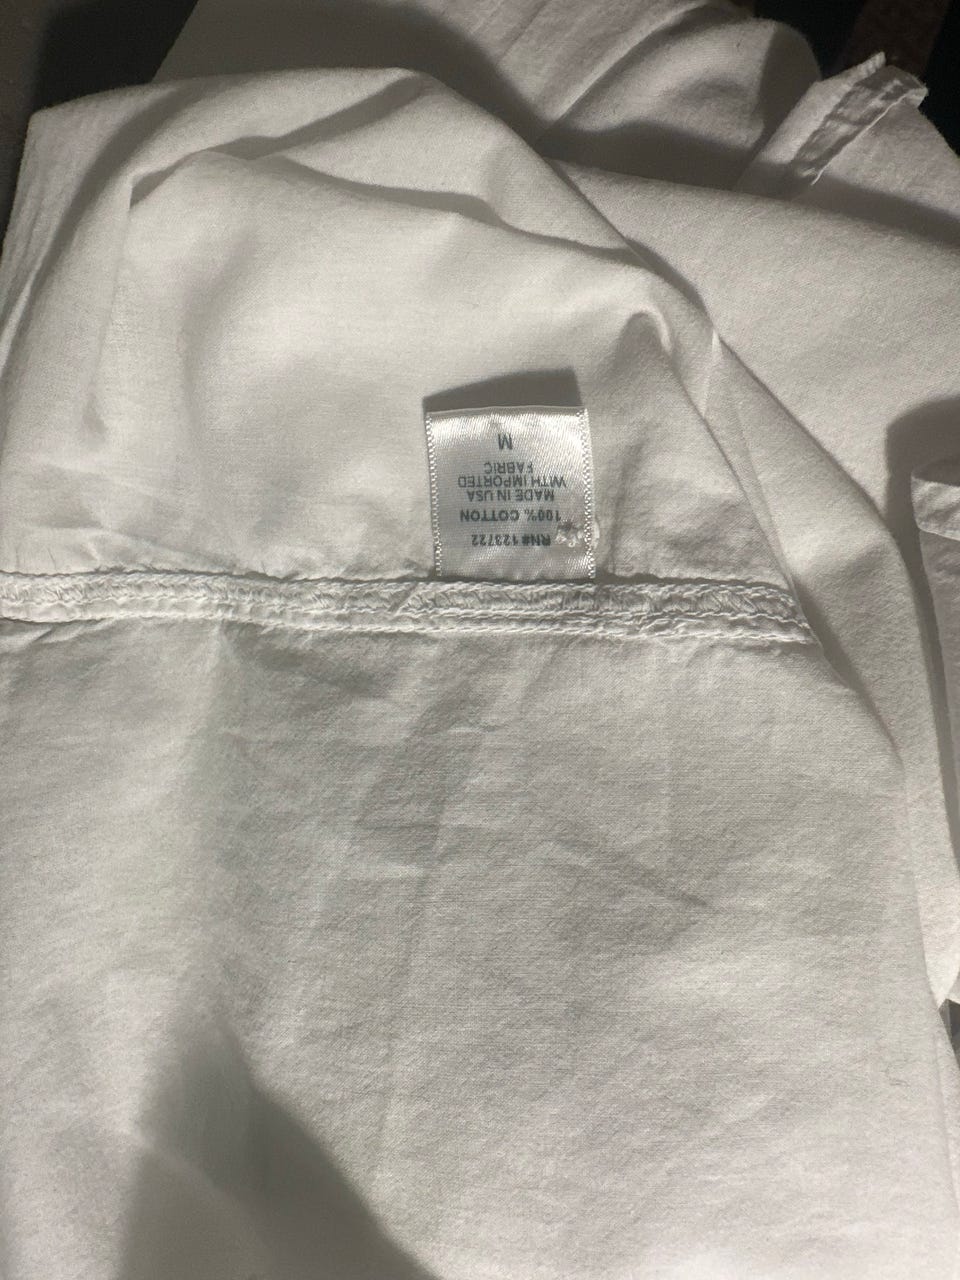 RN# 123722
100% COTTON
MADE IN USA
WITH IMPORTED
FABRIC
M